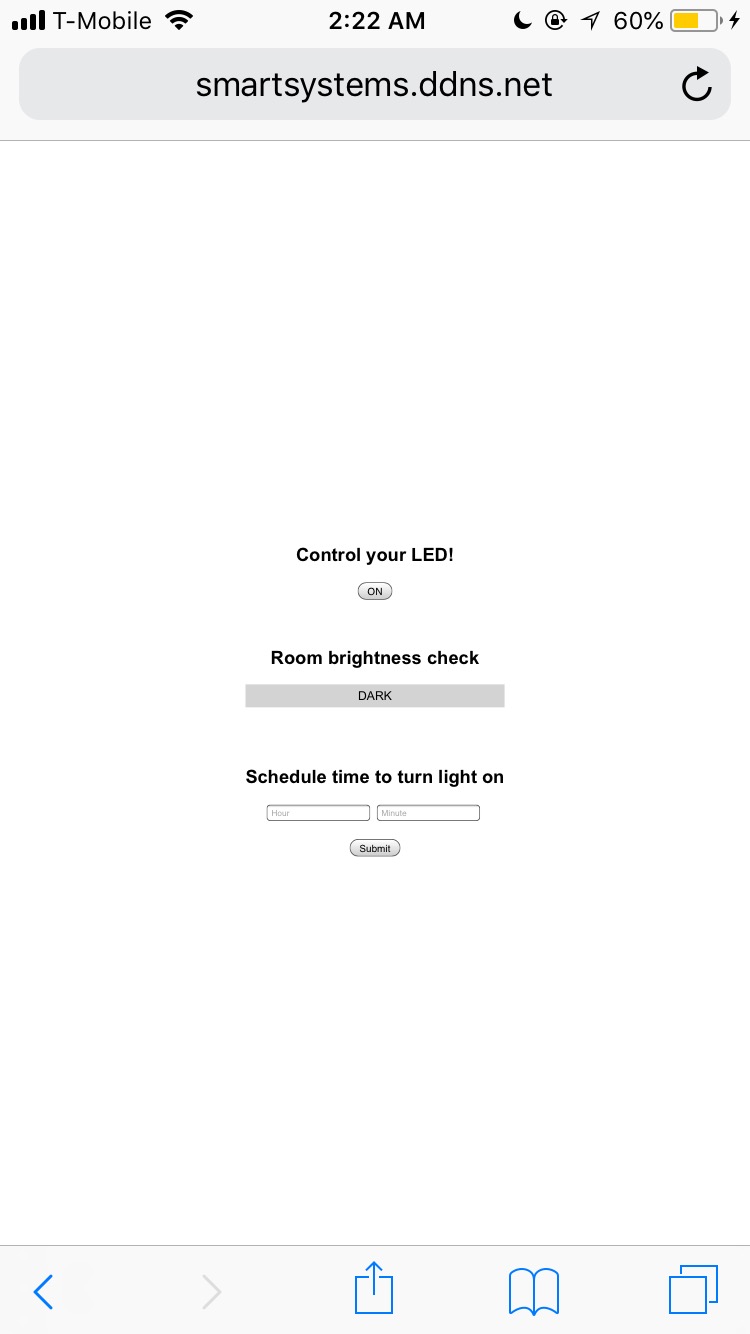 T-Mobile 2:22 AM 60%
smartsystems.ddns.net
Control your LED!
ON
Room brightness check
DARK
Schedule time to turn light on
Hour Minute
Submit